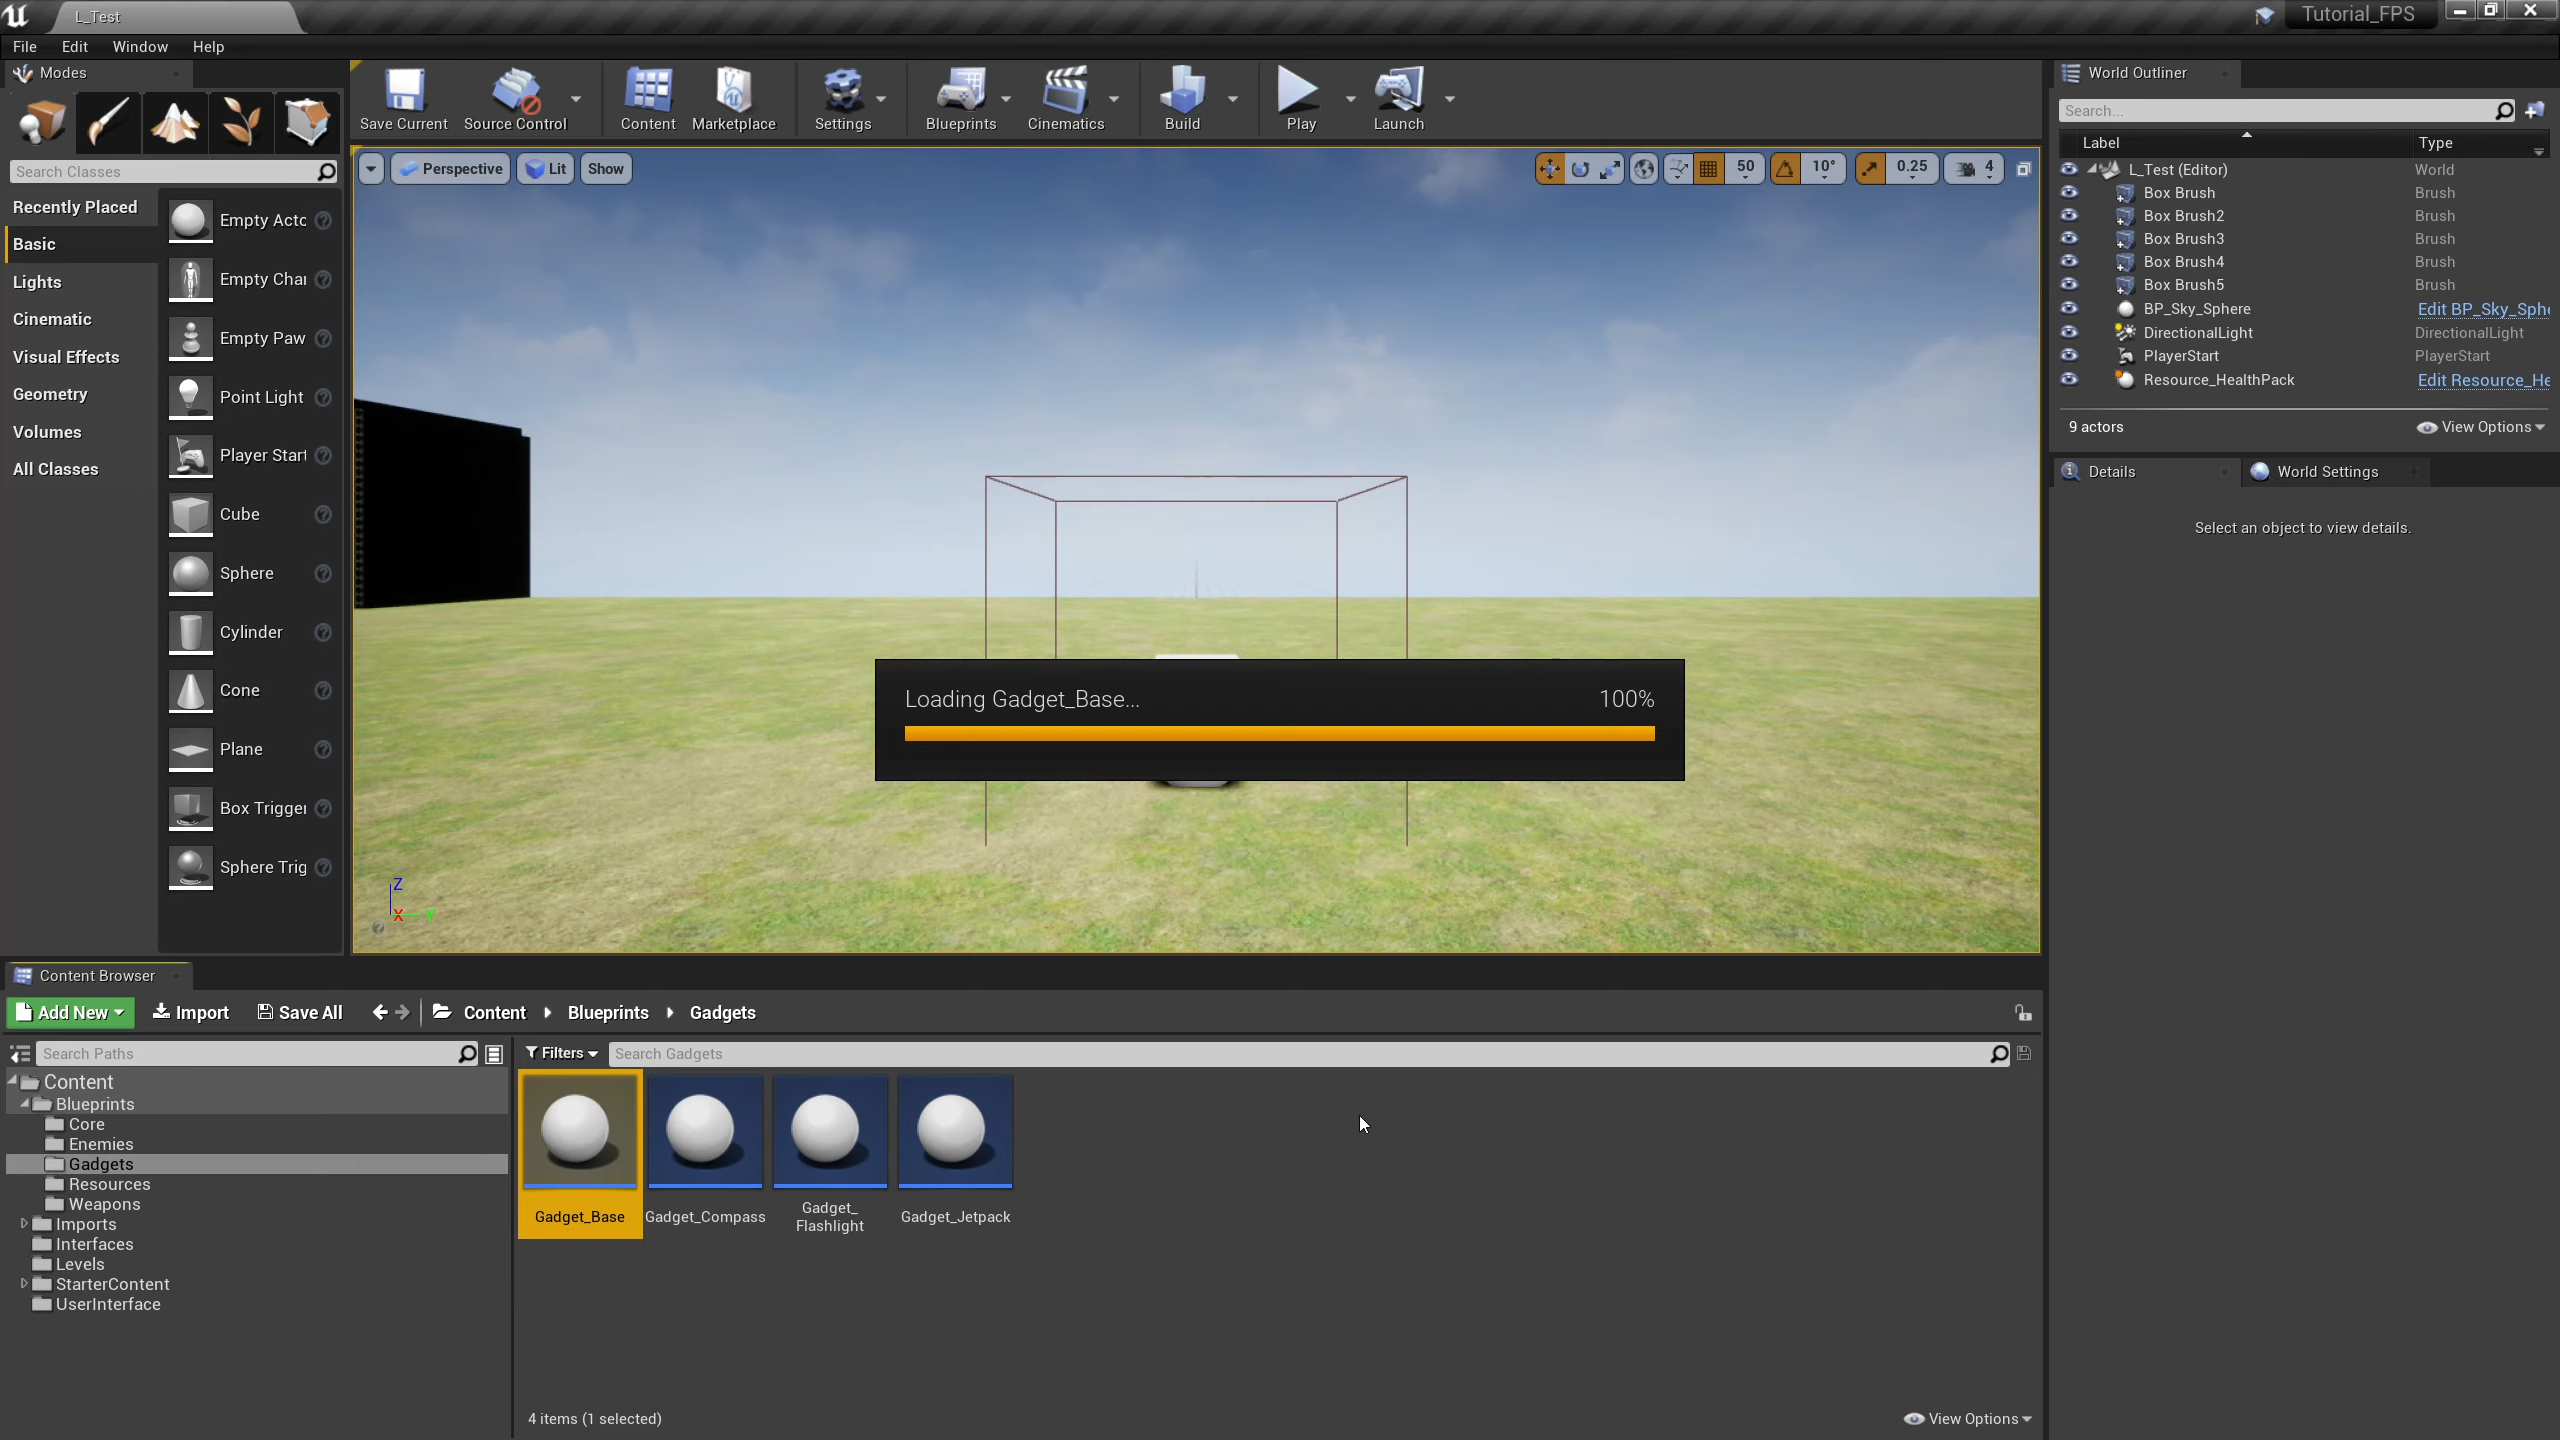 L_Test
Tutorial_FPS
File Edit Window Help
Modes
Search Classes
Recently Placed
Basic
Lights
Cinematic
Visual Effects
Geometry
Volumes
All Classes
Empty Acto
Empty Char
Empty Paw
Point Light
Player Start
Cube
Sphere
Cylinder
Cone
Plane
Box Trigger
Sphere Trig
Save Current
Source Control
Content
Marketplace
Settings
Blueprints
Cinematics
Build
Play
Launch
Perspective
Lit
Show
50
10°
0.25
4
Loading Gadget_Base...
100%
Z
X
Y
World Outliner
Search...
Label Type
L_Test (Editor) World
Box Brush Brush
Box Brush2 Brush
Box Brush3 Brush
Box Brush4 Brush
Box Brush5 Brush
BP_Sky_Sphere Edit BP_Sky_Sphe
DirectionalLight DirectionalLight
PlayerStart PlayerStart
Resource_HealthPack Edit Resource_He
9 actors
View Options
Details
World Settings
Select an object to view details.
Content Browser
Add New
Import
Save All
Content
Blueprints
Gadgets
Search Paths
Content
Blueprints
Core
Enemies
Gadgets
Resources
Weapons
Imports
Interfaces
Levels
StarterContent
UserInterface
Filters
Search Gadgets
Gadget_Base
Gadget_Compass
Gadget_
Flashlight
Gadget_Jetpack
4 items (1 selected)
View Options